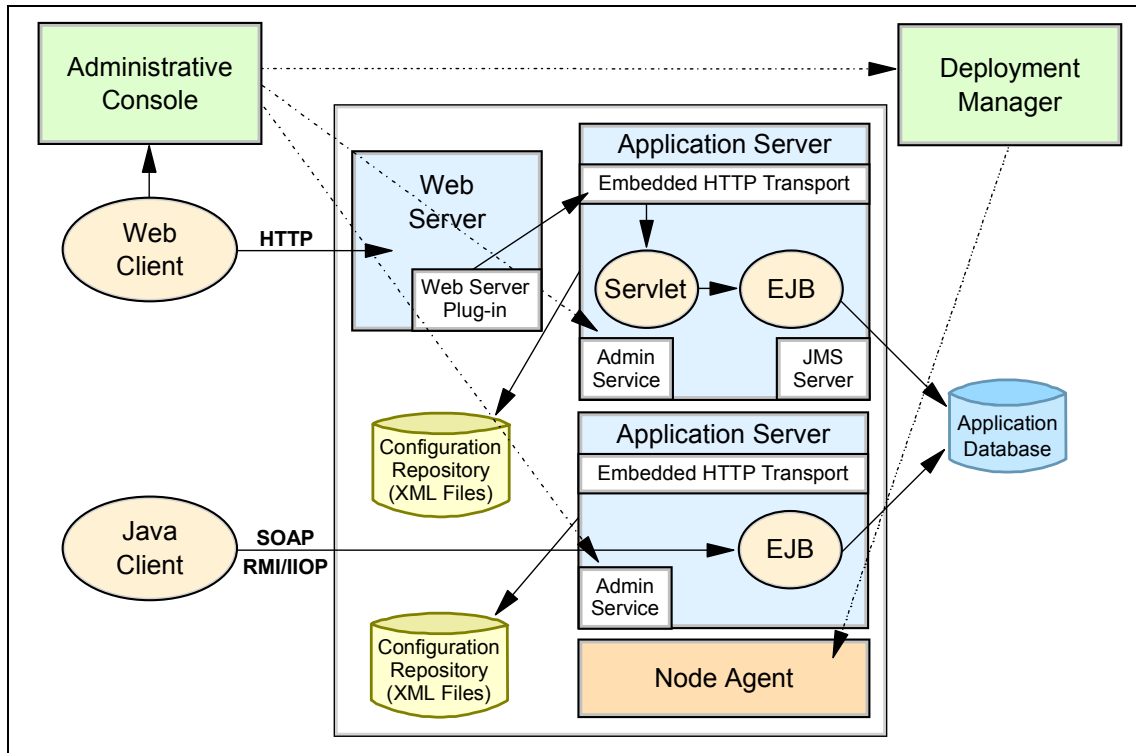 Administrative
Console
Deployment
Manager
Web
Server
Application Server
Embedded HTTP Transport
Web
Client
HTTP
Web Server
Plug-in
Servlet
EJB
Admin
Service
JMS
Server
Configuration
Repository
(XML Files)
Application Server
Embedded HTTP Transport
Application
Database
Java
Client
SOAP
RMI/IIOP
EJB
Admin
Service
Configuration
Repository
(XML Files)
Node Agent